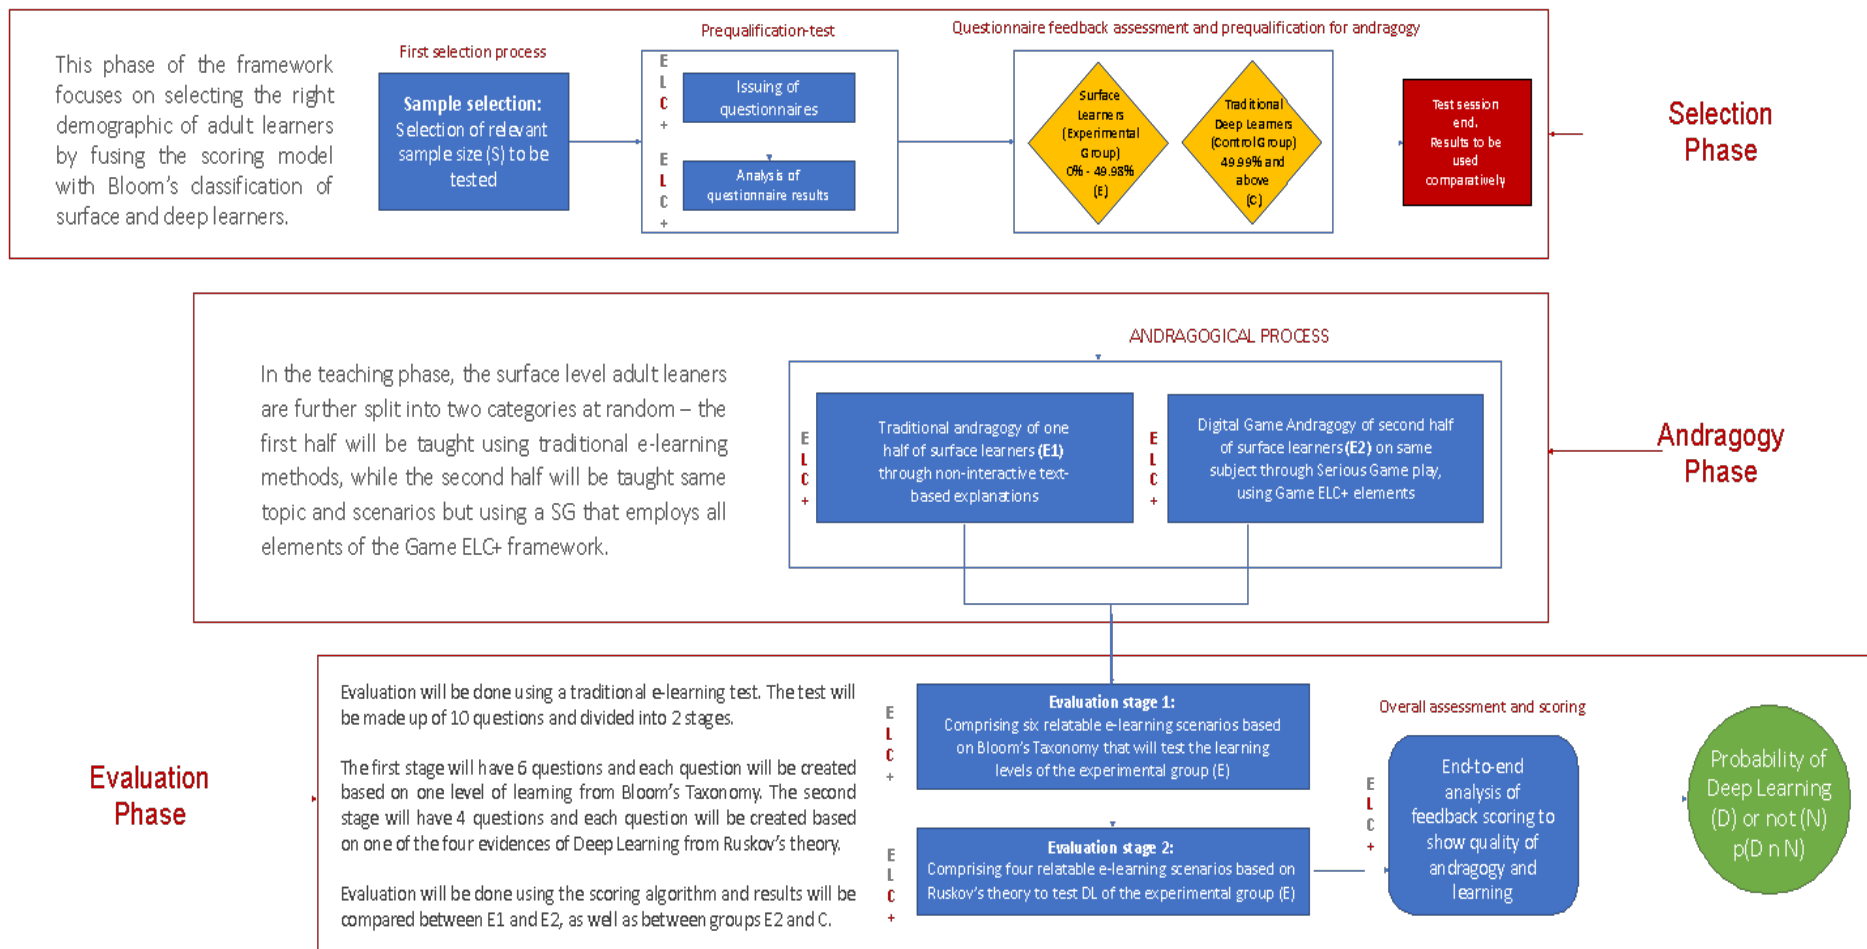 This phase of the framework
focuses on selecting the right
demographic of adult learners
by fusing the scoring model
with Bloom's classification of
surface and deep learners.
First selection process
Sample selection:
Selection of relevant
sample size (S) to be
tested
Prequalification-test
E
L
C
+
Issuing of
questionnaires
E
L
C
+
Analysis of
questionnaire results
Questionnaire feedback assessment and prequalification for andragogy
Surface
Learners
(Experimental
Group)
0% - 49.98%
(E)
Traditional
Deep Learners
(Control Group)
49.99% and
above
(C)
Test session
end.
Results to be
used
comparatively
Selection
Phase
In the teaching phase, the surface level adult leaners
are further split into two categories at random – the
first half will be taught using traditional e-learning
methods, while the second half will be taught same
topic and scenarios but using a SG that employs all
elements of the Game ELC+ framework.
ANDRAGOGICAL PROCESS
E
L
C
+
Traditional andragogy of one
half of surface learners (E1)
through non-interactive text-
based explanations
E
L
C
+
Digital Game Andragogy of second half
of surface learners (E2) on same
subject through Serious Game play,
using Game ELC+ elements
Andragogy
Phase
Evaluation
Phase
Evaluation will be done using a traditional e-learning test. The test will
be made up of 10 questions and divided into 2 stages.
The first stage will have 6 questions and each question will be created
based on one level of learning from Bloom's Taxonomy. The second
stage will have 4 questions and each question will be created based
on one of the four evidences of Deep Learning from Ruskov's theory.
Evaluation will be done using the scoring algorithm and results will be
compared between E1 and E2, as well as between groups E2 and C.
E
L
C
+
Evaluation stage 1:
Comprising six relatable e-learning scenarios based
on Bloom's Taxonomy that will test the learning
levels of the experimental group (E)
E
L
C
+
Evaluation stage 2:
Comprising four relatable e-learning scenarios based on
Ruskov's theory to test DL of the experimental group (E)
Overall assessment and scoring
E
L
C
+
End-to-end
analysis of
feedback scoring to
show quality of
andragogy and
learning
Probability of
Deep Learning
(D) or not (N)
p(D n N)